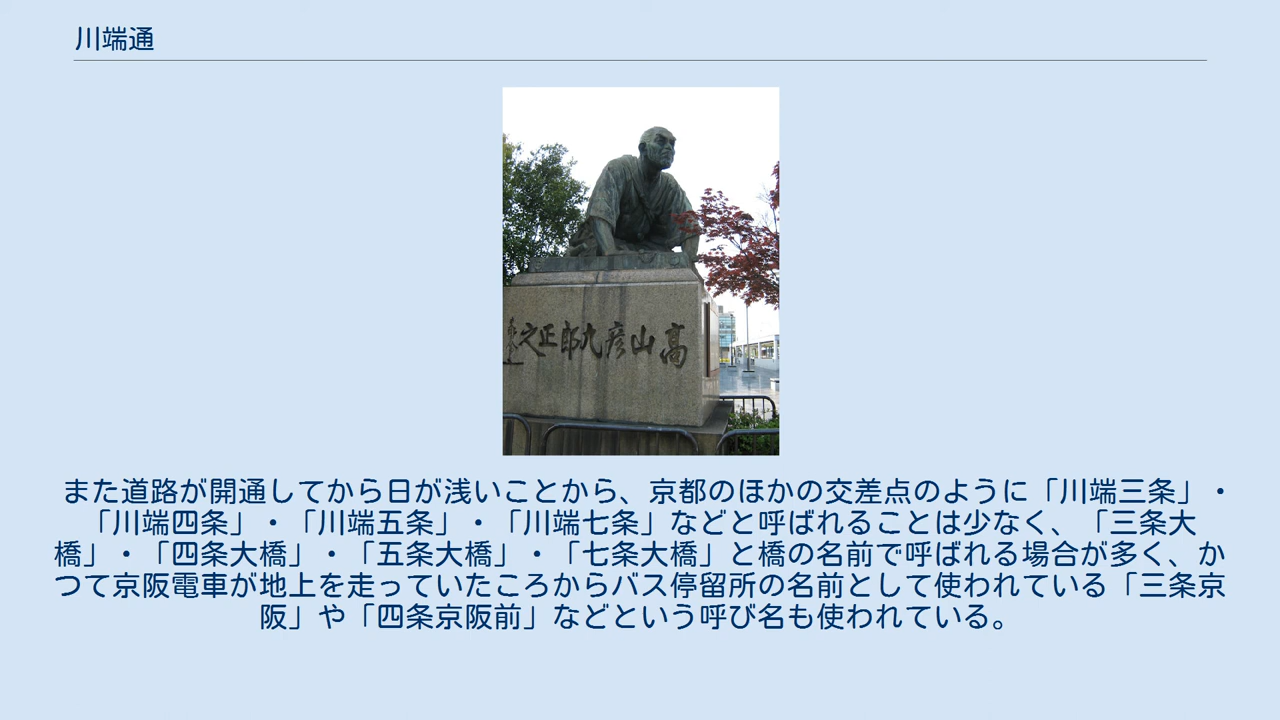 川端通
高山彦九郎正之
また道路が開通してから日が浅いことから、京都のほかの交差点のように「川端三条」・
「川端四条」・「川端五条」・「川端七条」などと呼ばれることは少なく、「三条大
橋」・「四条大橋」・「五条大橋」・「七条大橋」と橋の名前で呼ばれる場合が多く、か
つて京阪電車が地上を走っていたころからバス停留所の名前として使われている「三条京
阪」や「四条京阪前」などという呼び名も使われている。